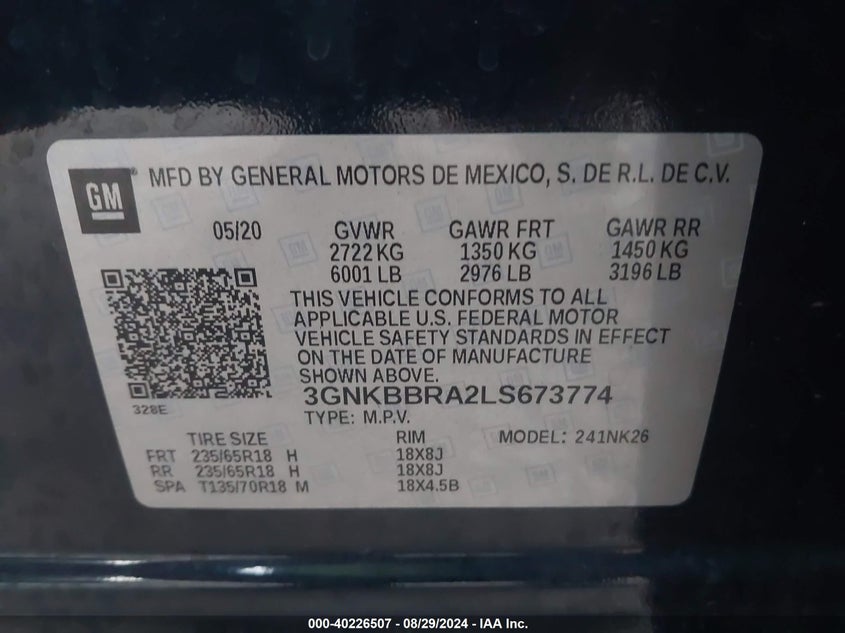 GM
MFD BY GENERAL MOTORS DE MEXICO, S. DE R.L. DE C.V.
05/20 GVWR GAWR FRT GAWR RR
2722 KG 1350 KG 1450 KG
6001 LB 2976 LB 3196 LB
THIS VEHICLE CONFORMS TO ALL
APPLICABLE U.S. FEDERAL MOTOR
VEHICLE SAFETY STANDARDS IN EFFECT
ON THE DATE OF MANUFACTURE
SHOWN ABOVE.
3GNKBBRA2LS673774
328E
TYPE: M.P.V.
TIRE SIZE RIM MODEL: 241NK26
FRT 235/65R18 H 18X8J
RR 235/65R18 H 18X8J
SPA T135/70R18 M 18X4.5B
000-40226507 - 08/29/2024 - IAA Inc.